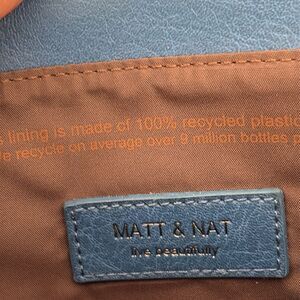 lining is made of 100% recycled plastic
recycle on average over 9 million bottles
MATT & NAT
live beautifully